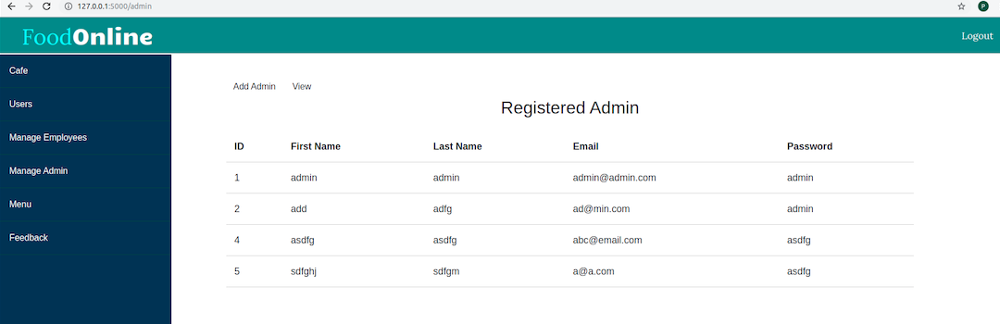 127.0.0.1:5000/admin
P
FoodOnline
Logout
Cafe
Users
Manage Employees
Manage Admin
Menu
Feedback
Add Admin View
Registered Admin
ID First Name Last Name Email Password
1 admin admin admin@admin.com admin
2 add adfg ad@min.com admin
4 asdfg asdfg abc@email.com asdfg
5 sdfghj sdfgm a@a.com asdfg